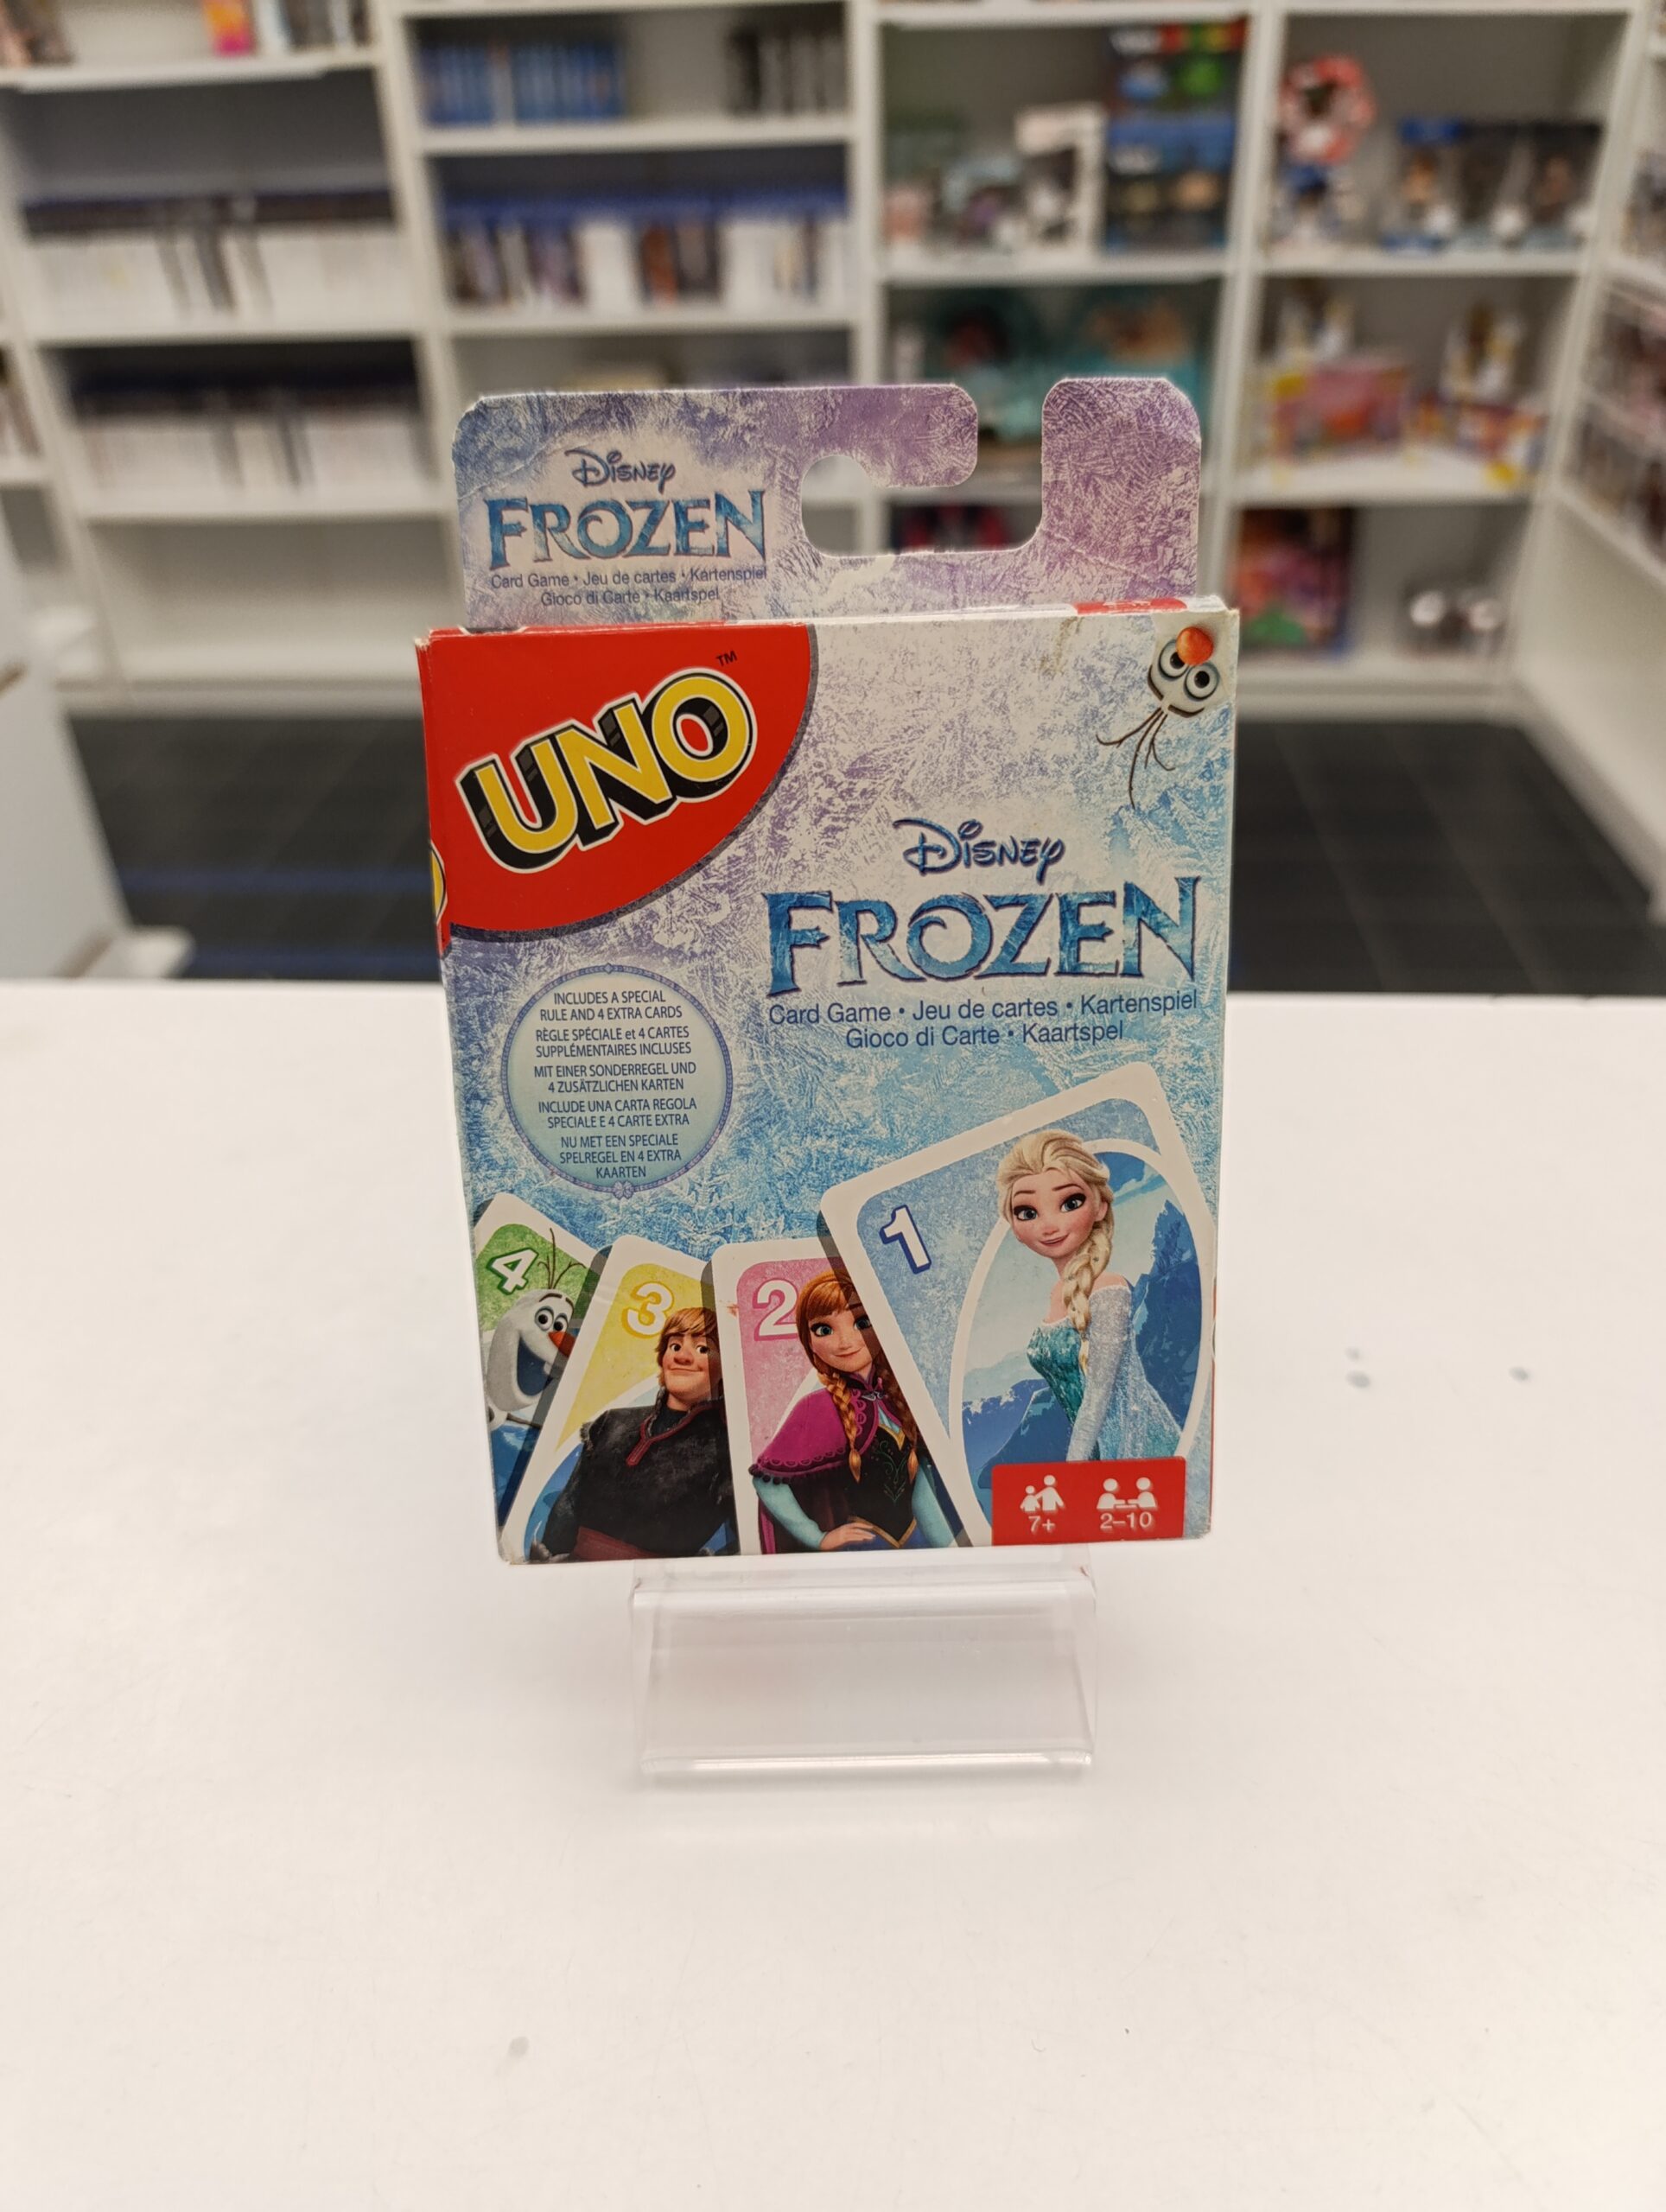 Disney
FROZEN
Card Game • Jeu de cartes • Kartenspiel
Gioco di Carte • Kaartspel
UNO™
Disney
FROZEN
Card Game • Jeu de cartes • Kartenspiel
Gioco di Carte • Kaartspel
INCLUDES A SPECIAL
RULE AND 4 EXTRA CARDS
RÈGLE SPÉCIALE et 4 CARTES
SUPPLÉMENTAIRES INCLUSES
MIT EINER SONDERREGEL UND
4 ZUSÄTZLICHEN KARTEN
INCLUDE UNA CARTA REGOLA
SPECIALE E 4 CARTE EXTRA
NU MET EEN SPECIALE
SPELREGEL EN 4 EXTRA
KAARTEN
4
3
2
1
7+
2–10